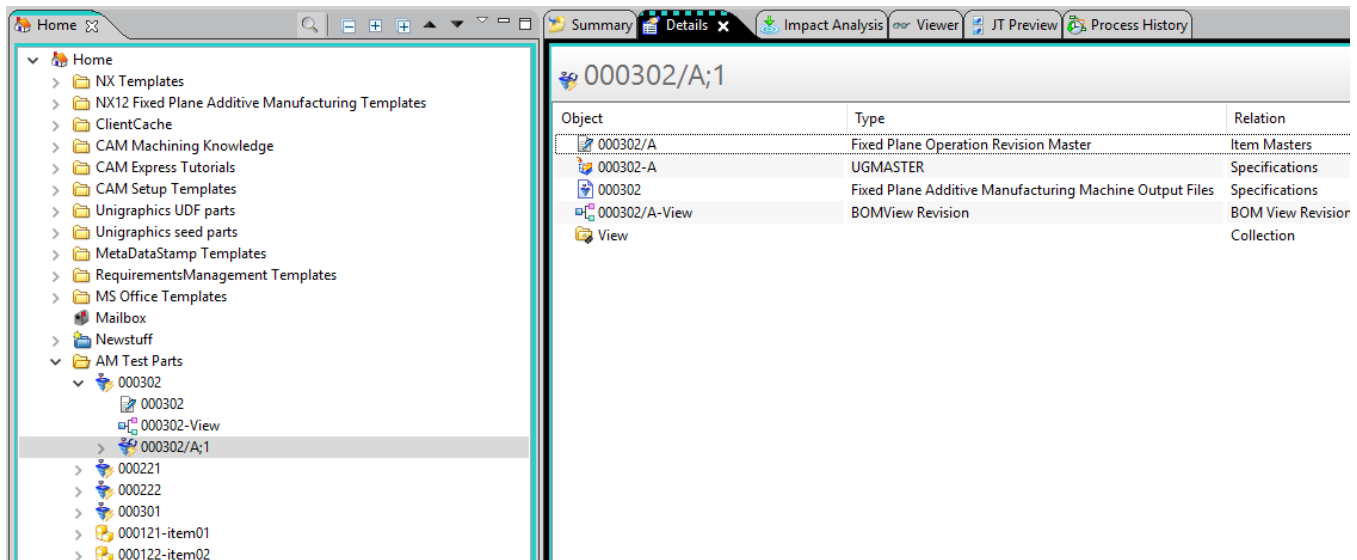 Home
Summary
Details
Impact Analysis
Viewer
JT Preview
Process History
Home
NX Templates
NX12 Fixed Plane Additive Manufacturing Templates
ClientCache
CAM Machining Knowledge
CAM Express Tutorials
CAM Setup Templates
Unigraphics UDF parts
Unigraphics seed parts
MetaDataStamp Templates
RequirementsManagement Templates
MS Office Templates
Mailbox
Newstuff
AM Test Parts
000302
000302
000302-View
000302/A;1
000221
000222
000301
000121-item01
000122-item02
000302/A;1
Object Type Relation
000302/A Fixed Plane Operation Revision Master Item Masters
000302-A UGMASTER Specifications
000302 Fixed Plane Additive Manufacturing Machine Output Files Specifications
000302/A-View BOMView Revision BOM View Revision
View Collection